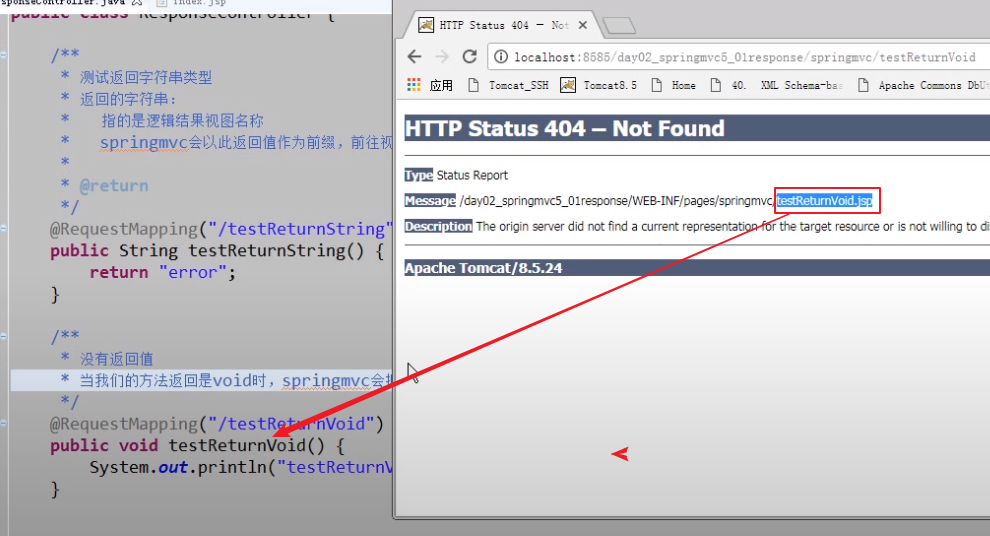 sponseController.java
index.jsp
public class ResponseController {
/**
* 测试返回字符串类型
* 返回的字符串：
* 指的是逻辑结果视图名称
* springmvc会以此返回值作为前缀，前往视
*
* @return
*/
@RequestMapping("/testReturnString"
public String testReturnString() {
return "error";
}
/**
* 没有返回值
* 当我们的方法返回是void时，springmvc会
*/
@RequestMapping("/testReturnVoid")
public void testReturnVoid() {
System.out.println("testReturnV
}
HTTP Status 404 – Not
localhost:8585/day02_springmvc5_01response/springmvc/testReturnVoid
应用 Tomcat_SSH Tomcat8.5 Home 40. XML Schema-bas Apache Commons DbUt
HTTP Status 404 – Not Found
Type Status Report
Message /day02_springmvc5_01response/WEB-INF/pages/springmvc/testReturnVoid.jsp
Description The origin server did not find a current representation for the target resource or is not willing to di
Apache Tomcat/8.5.24